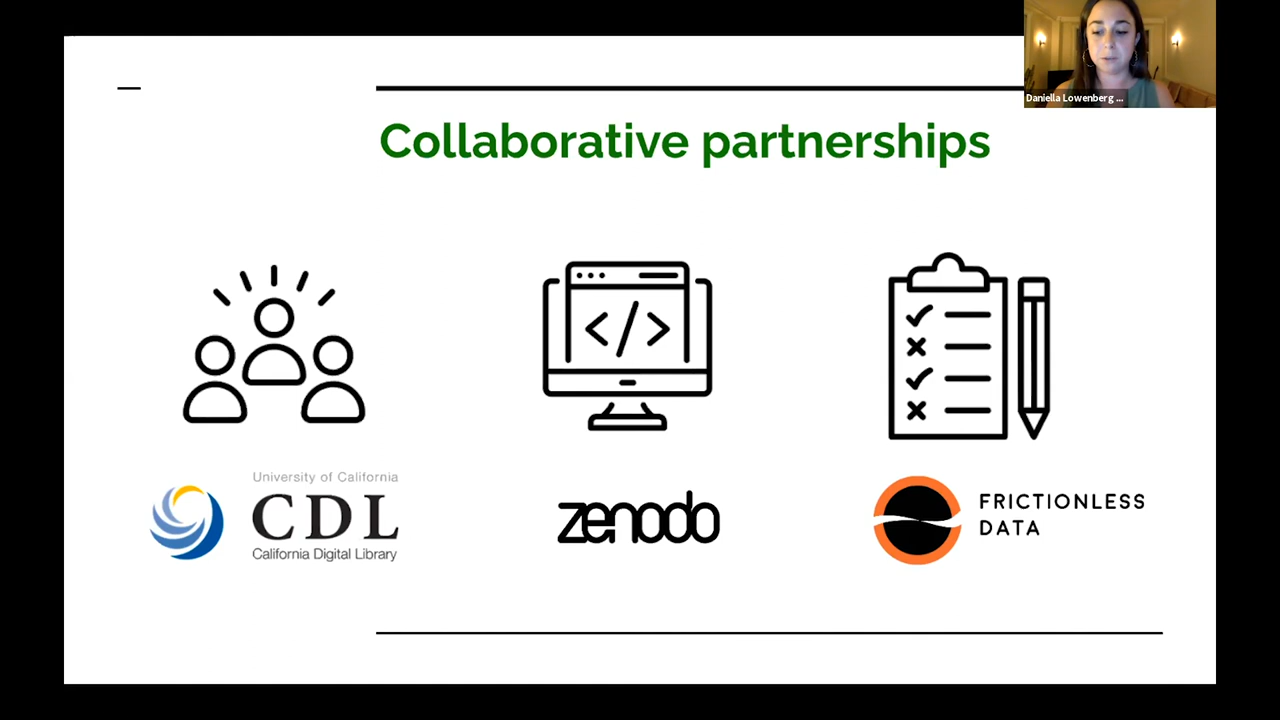 Daniella Lowenberg ...
Collaborative partnerships
University of California
CDL
California Digital Library
zenodo
FRICTIONLESS
DATA